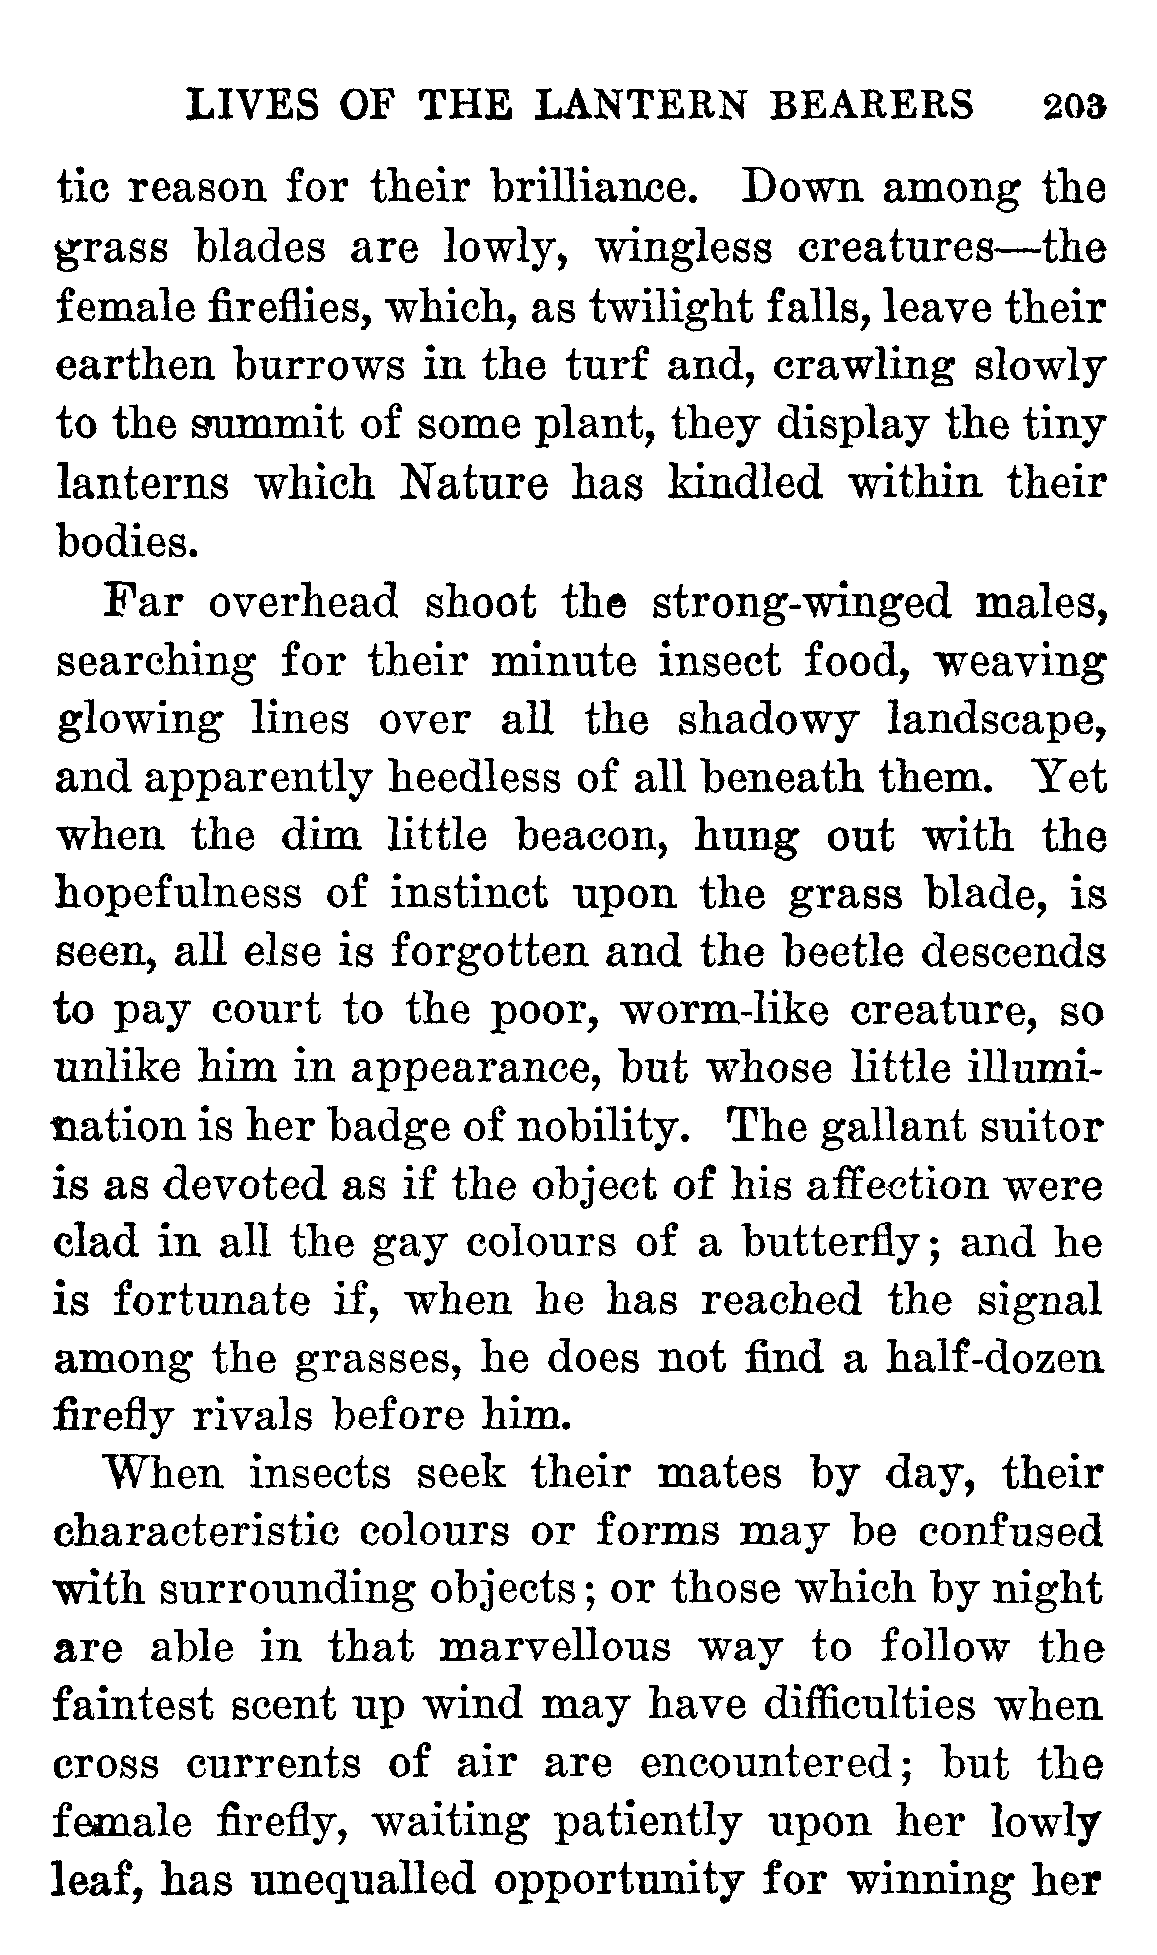 LIVES OF THE LANTERN BEARERS 203
tic reason for their brilliance. Down among the
grass blades are lowly, wingless creatures—the
female fireflies, which, as twilight falls, leave their
earthen burrows in the turf and, crawling slowly
to the summit of some plant, they display the tiny
lanterns which Nature has kindled within their
bodies.
Far overhead shoot the strong-winged males,
searching for their minute insect food, weaving
glowing lines over all the shadowy landscape,
and apparently heedless of all beneath them. Yet
when the dim little beacon, hung out with the
hopefulness of instinct upon the grass blade, is
seen, all else is forgotten and the beetle descends
to pay court to the poor, worm-like creature, so
unlike him in appearance, but whose little illumi-
nation is her badge of nobility. The gallant suitor
is as devoted as if the object of his affection were
clad in all the gay colours of a butterfly; and he
is fortunate if, when he has reached the signal
among the grasses, he does not find a half-dozen
firefly rivals before him.
When insects seek their mates by day, their
characteristic colours or forms may be confused
with surrounding objects; or those which by night
are able in that marvellous way to follow the
faintest scent up wind may have difficulties when
cross currents of air are encountered; but the
female firefly, waiting patiently upon her lowly
leaf, has unequalled opportunity for winning her